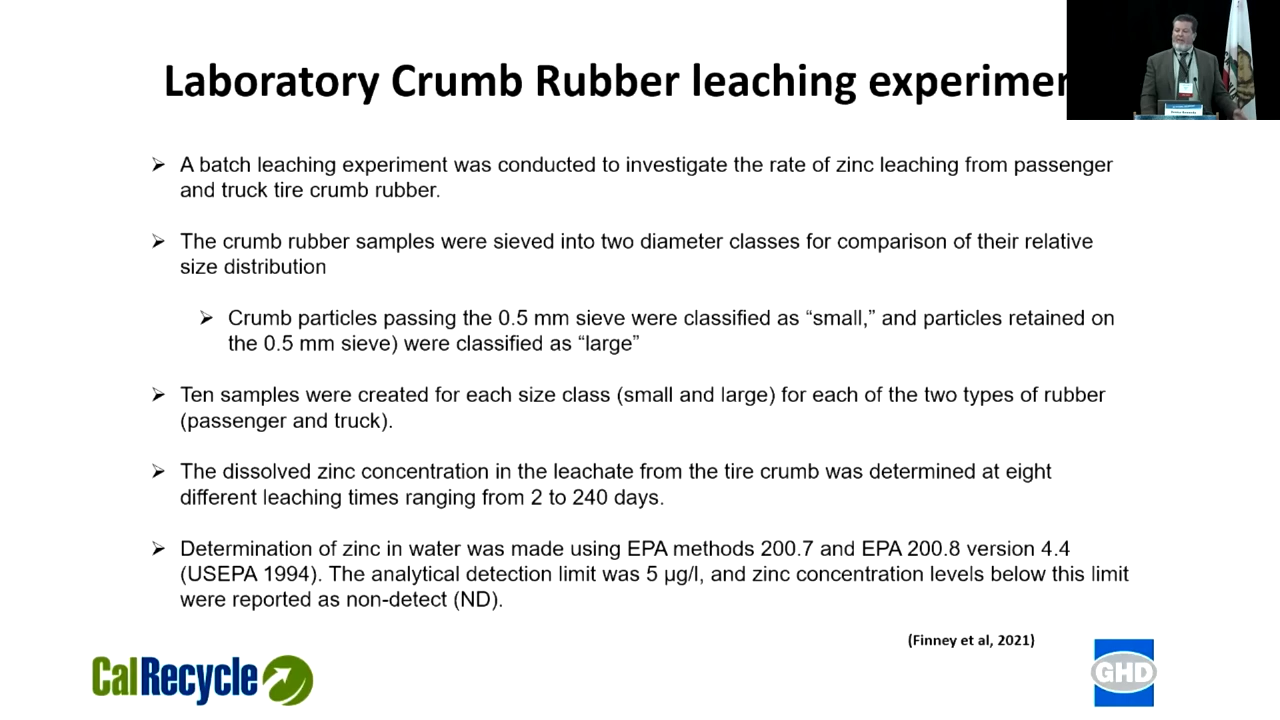 Laboratory Crumb Rubber leaching experimen
➢ A batch leaching experiment was conducted to investigate the rate of zinc leaching from passenger
and truck tire crumb rubber.
➢ The crumb rubber samples were sieved into two diameter classes for comparison of their relative
size distribution
➢ Crumb particles passing the 0.5 mm sieve were classified as “small,” and particles retained on
the 0.5 mm sieve) were classified as “large”
➢ Ten samples were created for each size class (small and large) for each of the two types of rubber
(passenger and truck).
➢ The dissolved zinc concentration in the leachate from the tire crumb was determined at eight
different leaching times ranging from 2 to 240 days.
➢ Determination of zinc in water was made using EPA methods 200.7 and EPA 200.8 version 4.4
(USEPA 1994). The analytical detection limit was 5 µg/l, and zinc concentration levels below this limit
were reported as non-detect (ND).
(Finney et al, 2021)
CalRecycle
GHD